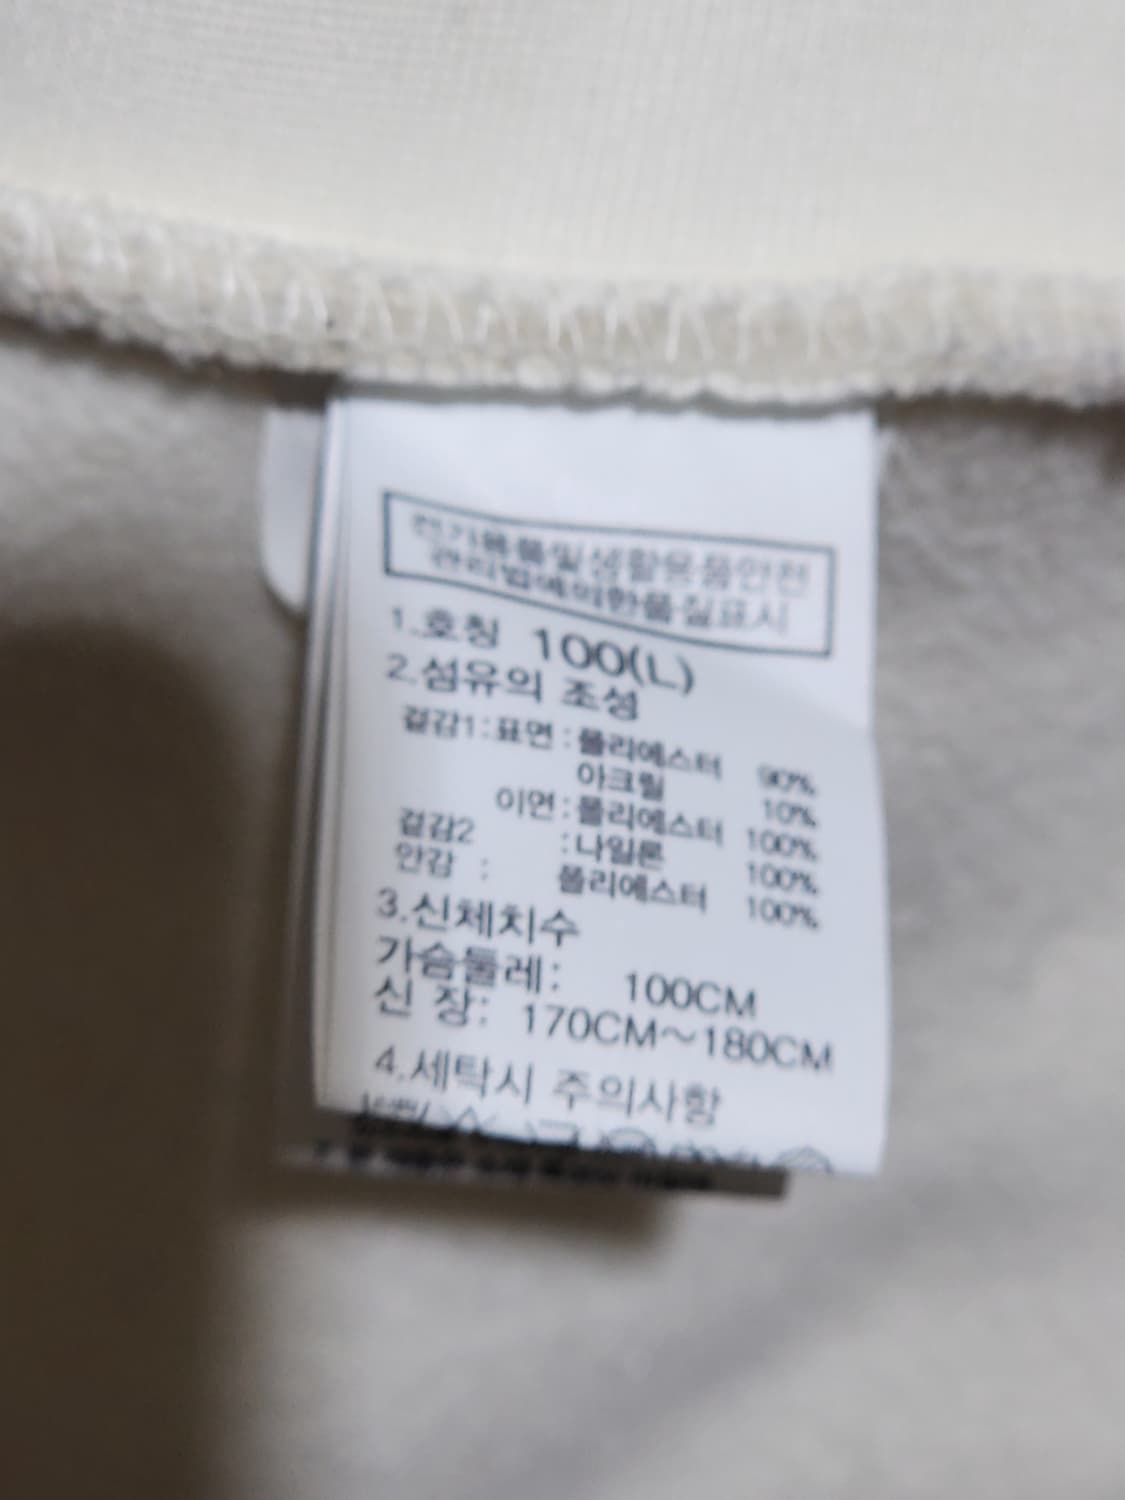 전기용품및생활용품안전
관리법에의한품질표시
1.호칭 100(L)
2.섬유의 조성
겉감1:표면:폴리에스터 90%
아크릴 10%
이면:폴리에스터 100%
겉감2 :나일론 100%
안감 : 폴리에스터 100%
3.신체치수
가슴둘레: 100CM
신 장: 170CM~180CM
4.세탁시 주의사항